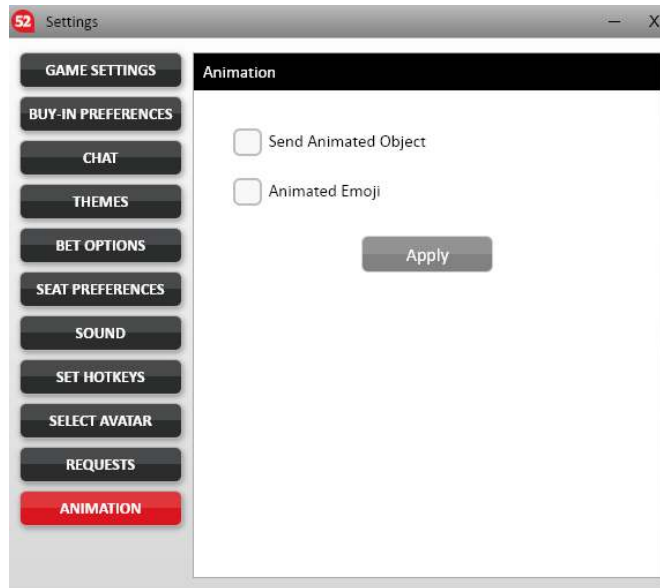 52 Settings
GAME SETTINGS
BUY-IN PREFERENCES
CHAT
THEMES
BET OPTIONS
SEAT PREFERENCES
SOUND
SET HOTKEYS
SELECT AVATAR
REQUESTS
ANIMATION
Animation
Send Animated Object
Animated Emoji
Apply